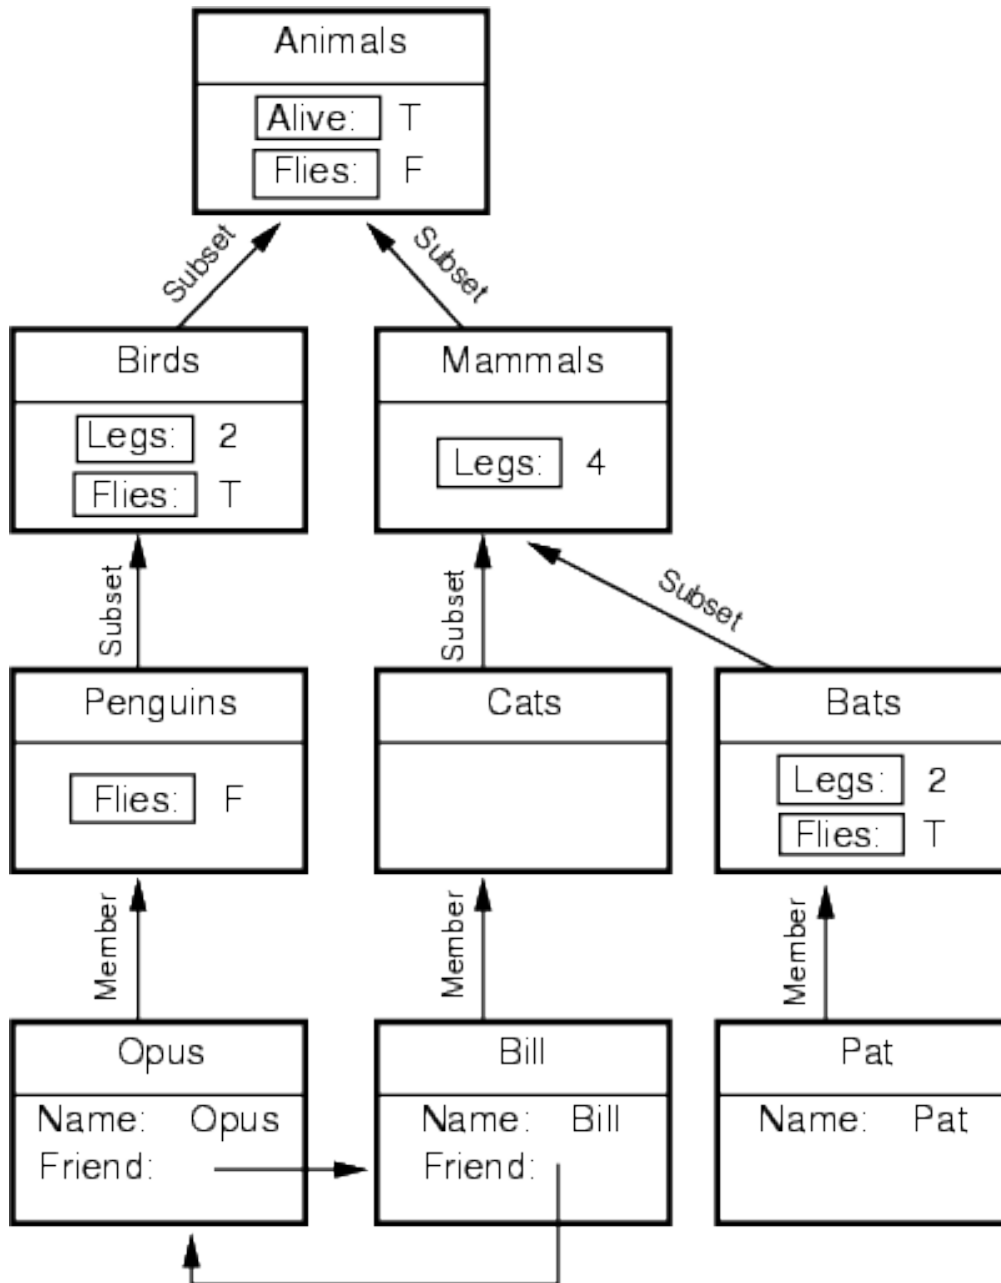 Animals
Alive: T
Flies: F
Subset
Subset
Birds
Legs: 2
Flies: T
Mammals
Legs: 4
Subset
Subset
Subset
Penguins
Flies: F
Cats
Bats
Legs: 2
Flies: T
Member
Member
Member
Opus
Name: Opus
Friend:
Bill
Name: Bill
Friend:
Pat
Name: Pat